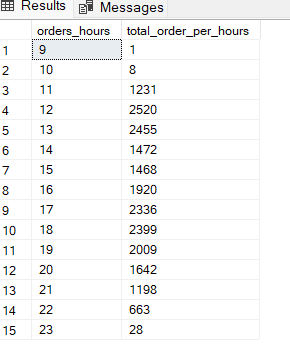 Results Messages
orders_hours total_order_per_hours
1 9 1
2 10 8
3 11 1231
4 12 2520
5 13 2455
6 14 1472
7 15 1468
8 16 1920
9 17 2336
10 18 2399
11 19 2009
12 20 1642
13 21 1198
14 22 663
15 23 28